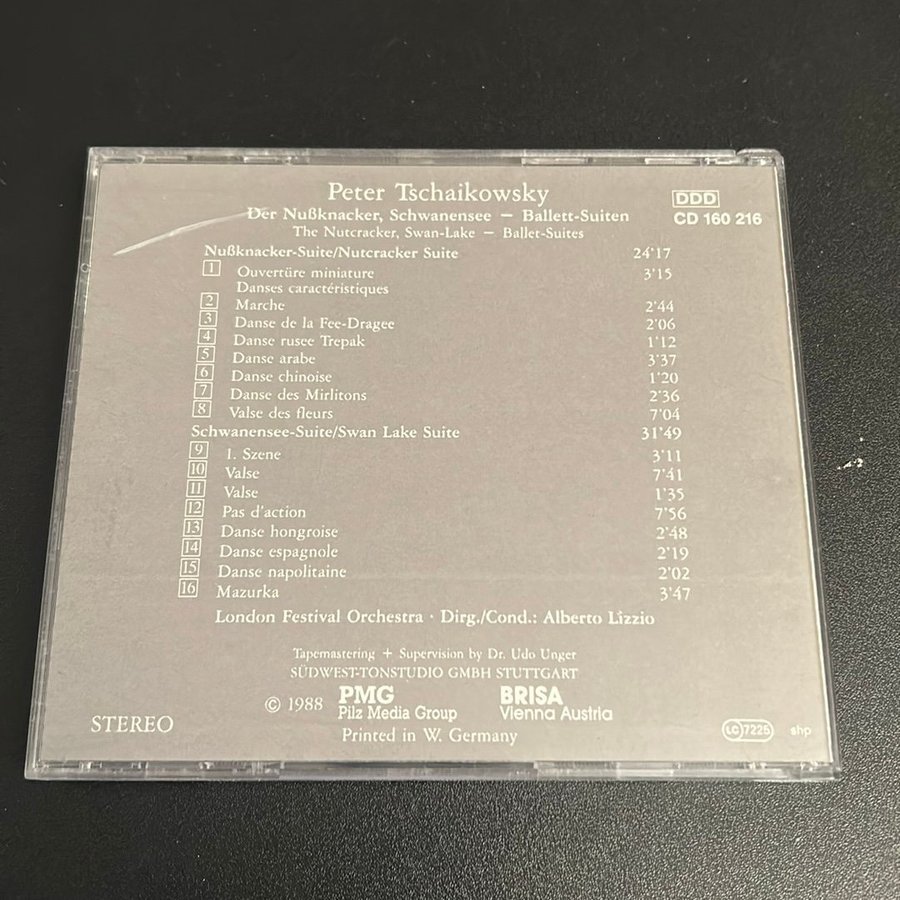 Peter Tschaikowsky
DDD
Der Nußknacker, Schwanensee – Ballett-Suiten
CD 160 216
The Nutcracker, Swan-Lake – Ballet-Suites
Nußknacker-Suite/Nutcracker Suite 24'17
1 Ouvertüre miniature 3'15
Danses caractéristiques
2 Marche 2'44
3 Danse de la Fee-Dragee 2'06
4 Danse rusee Trepak 1'12
5 Danse arabe 3'37
6 Danse chinoise 1'20
7 Danse des Mirlitons 2'36
8 Valse des fleurs 7'04
Schwanensee-Suite/Swan Lake Suite 31'49
9 1. Szene 3'11
10 Valse 7'41
11 Valse 1'35
12 Pas d'action 7'56
13 Danse hongroise 2'48
14 Danse espagnole 2'19
15 Danse napolitaine 2'02
16 Mazurka 3'47
London Festival Orchestra · Dirg./Cond.: Alberto Lizzio
Tapemastering + Supervision by Dr. Udo Unger
SÜDWEST-TONSTUDIO GMBH STUTTGART
© 1988 PMG BRISA
Pilz Media Group Vienna Austria
STEREO
Printed in W. Germany
LC 7225 shp